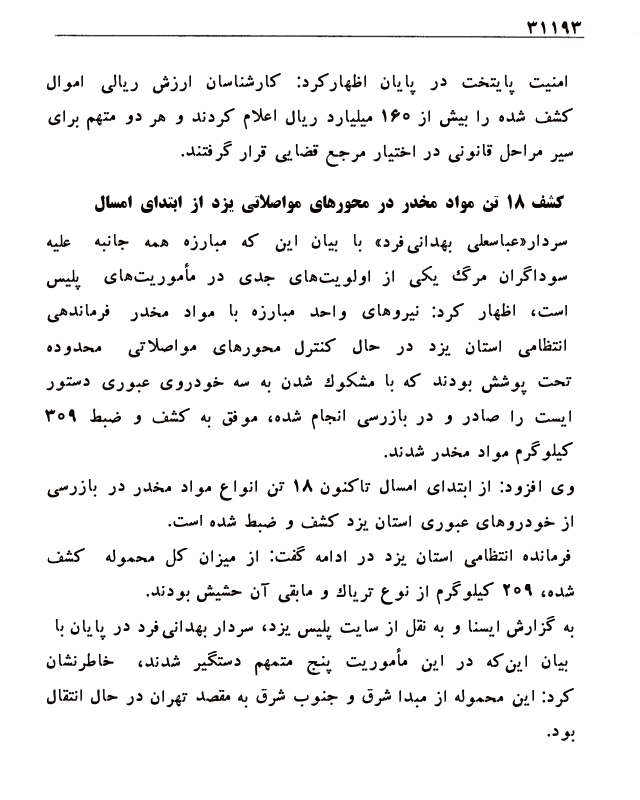 ۳۱۱۹۳
امنیت پایتخت در پایان اظهارکرد: کارشناسان ارزش ریالی اموال
کشف شده را بیش از ۱۶۰ میلیارد ریال اعلام کردند و هر دو متهم برای
سیر مراحل قانونی در اختیار مرجع قضایی قرار گرفتند.
کشف ۱۸ تن مواد مخدر در محورهای مواصلاتی یزد از ابتدای امسال
سردار«عباسعلی بهدانی‌فرد» با بیان این که مبارزه همه جانبه علیه
سوداگران مرگ یکی از اولویت‌های جدی در مأموریت‌های پلیس
است، اظهار کرد: نیروهای واحد مبارزه با مواد مخدر فرماندهی
انتظامی استان یزد در حال کنترل محورهای مواصلاتی محدوده
تحت پوشش بودند که با مشکوک شدن به سه خودروی عبوری دستور
ایست را صادر و در بازرسی انجام شده، موفق به کشف و ضبط ۳۰۹
کیلوگرم مواد مخدر شدند.
وی افزود: از ابتدای امسال تاکنون ۱۸ تن انواع مواد مخدر در بازرسی
از خودروهای عبوری استان یزد کشف و ضبط شده است.
فرمانده انتظامی استان یزد در ادامه گفت: از میزان کل محموله کشف
شده، ۲۰۹ کیلوگرم از نوع تریاک و مابقی آن حشیش بودند.
به گزارش ایسنا و به نقل از سایت پلیس یزد، سردار بهدانی‌فرد در پایان با
بیان این‌که در این مأموریت پنج متمهم دستگیر شدند، خاطرنشان
کرد: این محموله از مبدا شرق و جنوب شرق به مقصد تهران در حال انتقال
بود.